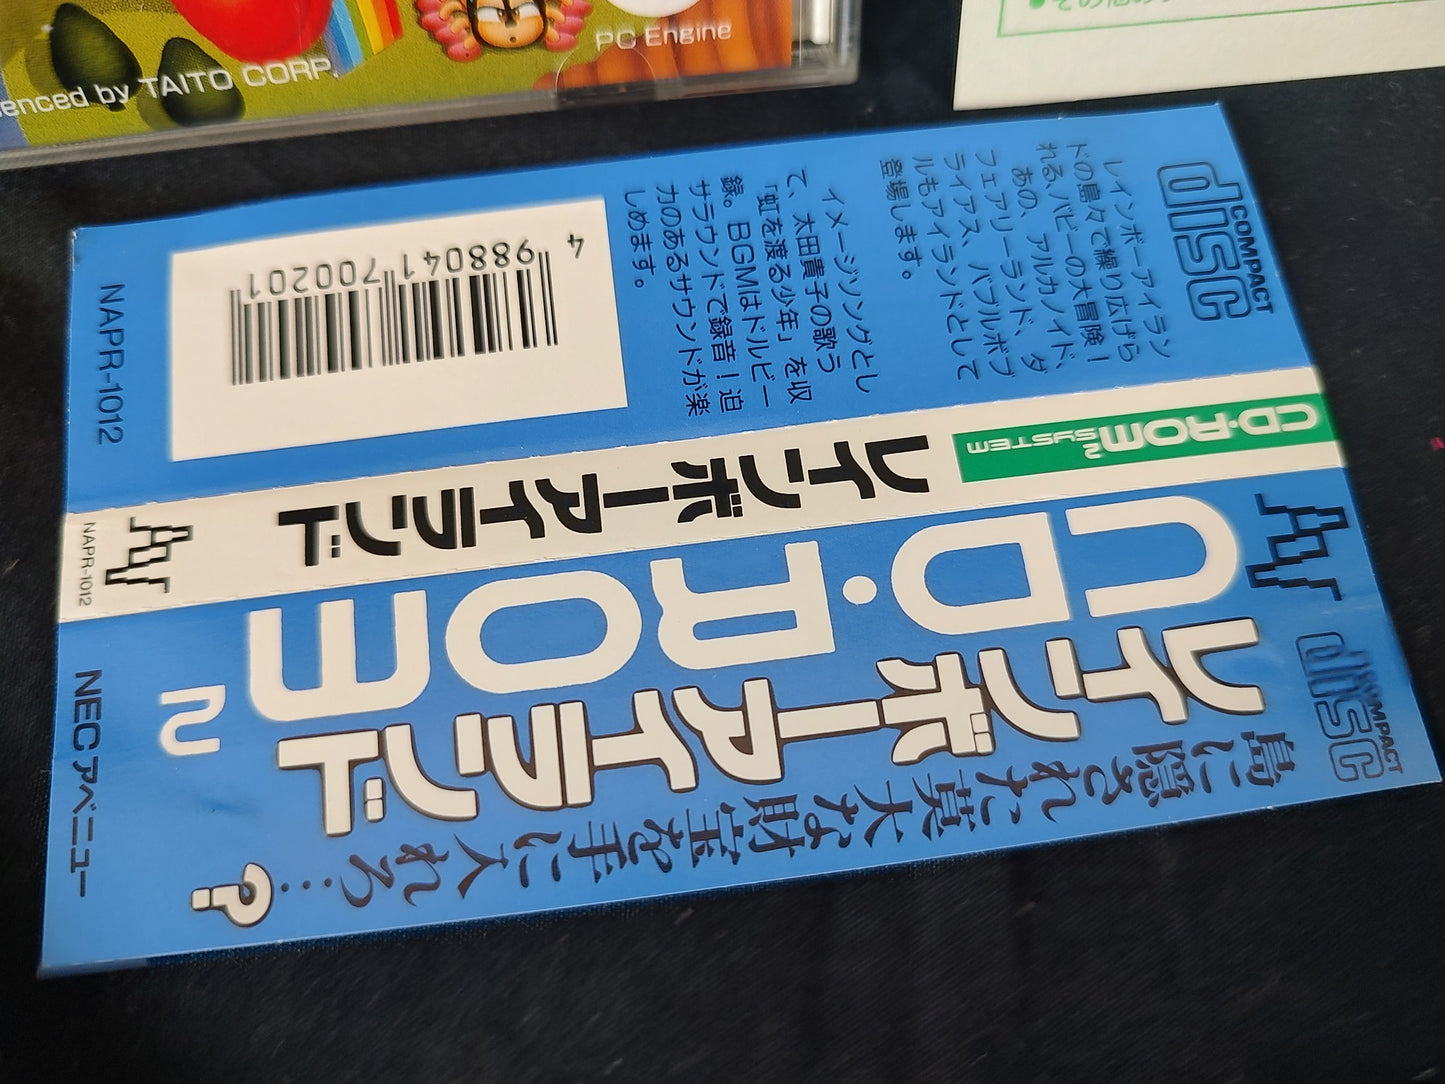 enced by TAITO CORP.
PC Engine
COMPACT
disc
レインボーアイラン
ドの島々で繰り広げら
れる、バビーの大冒険!
あの、アルカノイド、
フェアリーランド、ダ
ライアス、バブルボブ
ルもアイランドとして
登場します。
イメージソングとし
て、太田貴子の歌う
「虹を渡る少年」を収
録。BGMはドルビー
サラウンドで録音!迫
力のあるサウンドが楽
しめます。
4 988041 700201
NAPR-1012
CD-ROM2
SYSTEM
レインボーアイランド
NAPR-1012
CD-ROM2
レインボーアイランド
島に隠された莫大な財宝を手に入れろ……?
COMPACT
disc
NECアベニュー